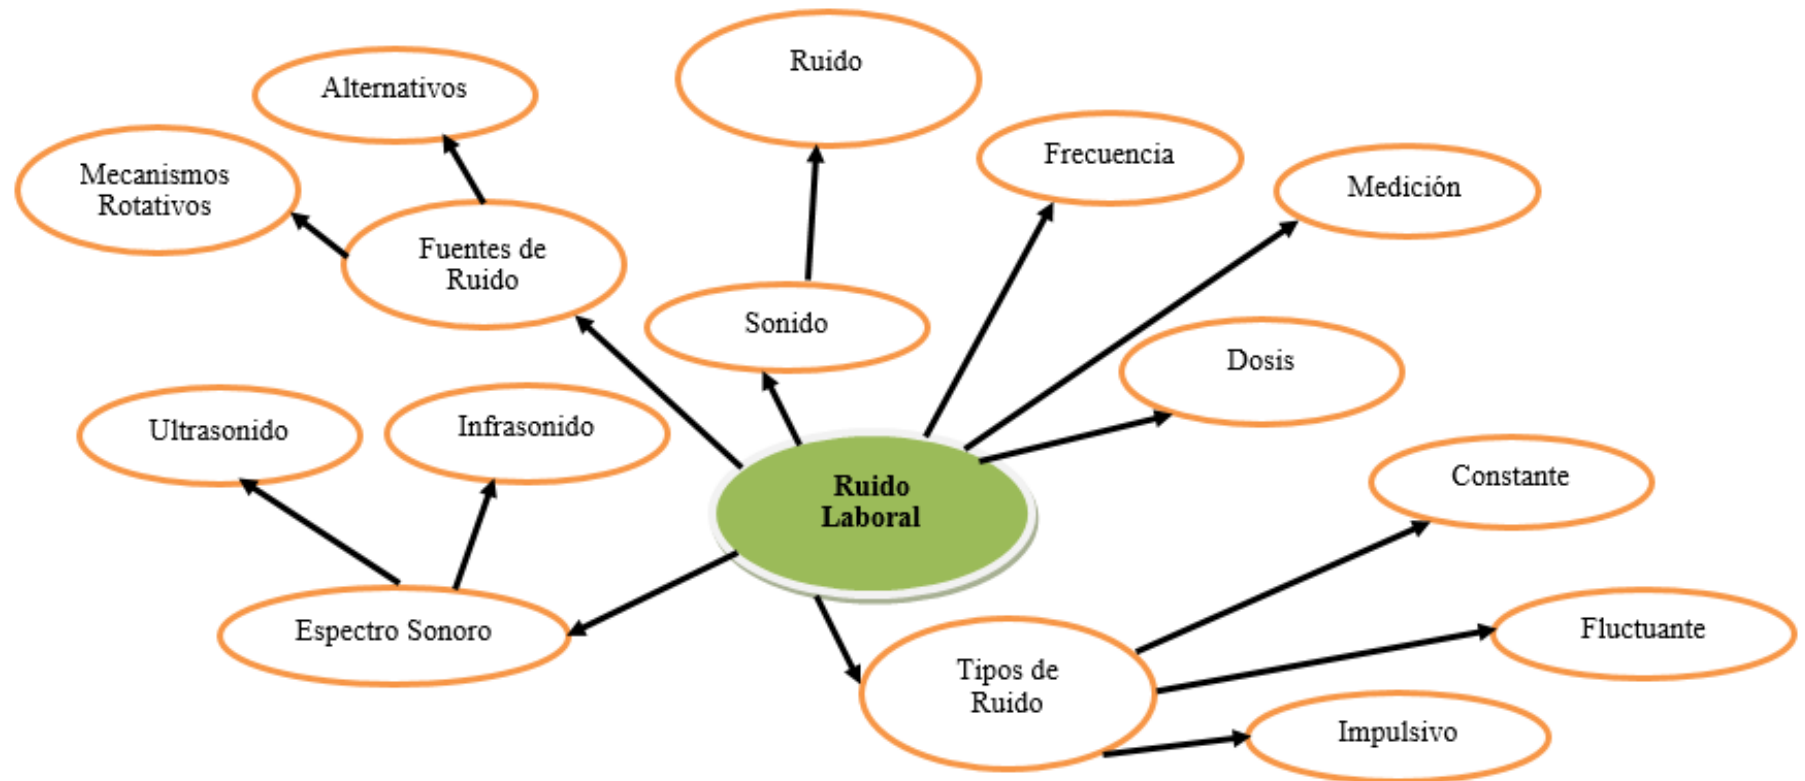 Ruido
Alternativos
Frecuencia
Mecanismos
Rotativos
Medición
Fuentes de
Ruido
Sonido
Dosis
Ultrasonido
Infrasonido
Constante
Ruido
Laboral
Espectro Sonoro
Fluctuante
Tipos de
Ruido
Impulsivo